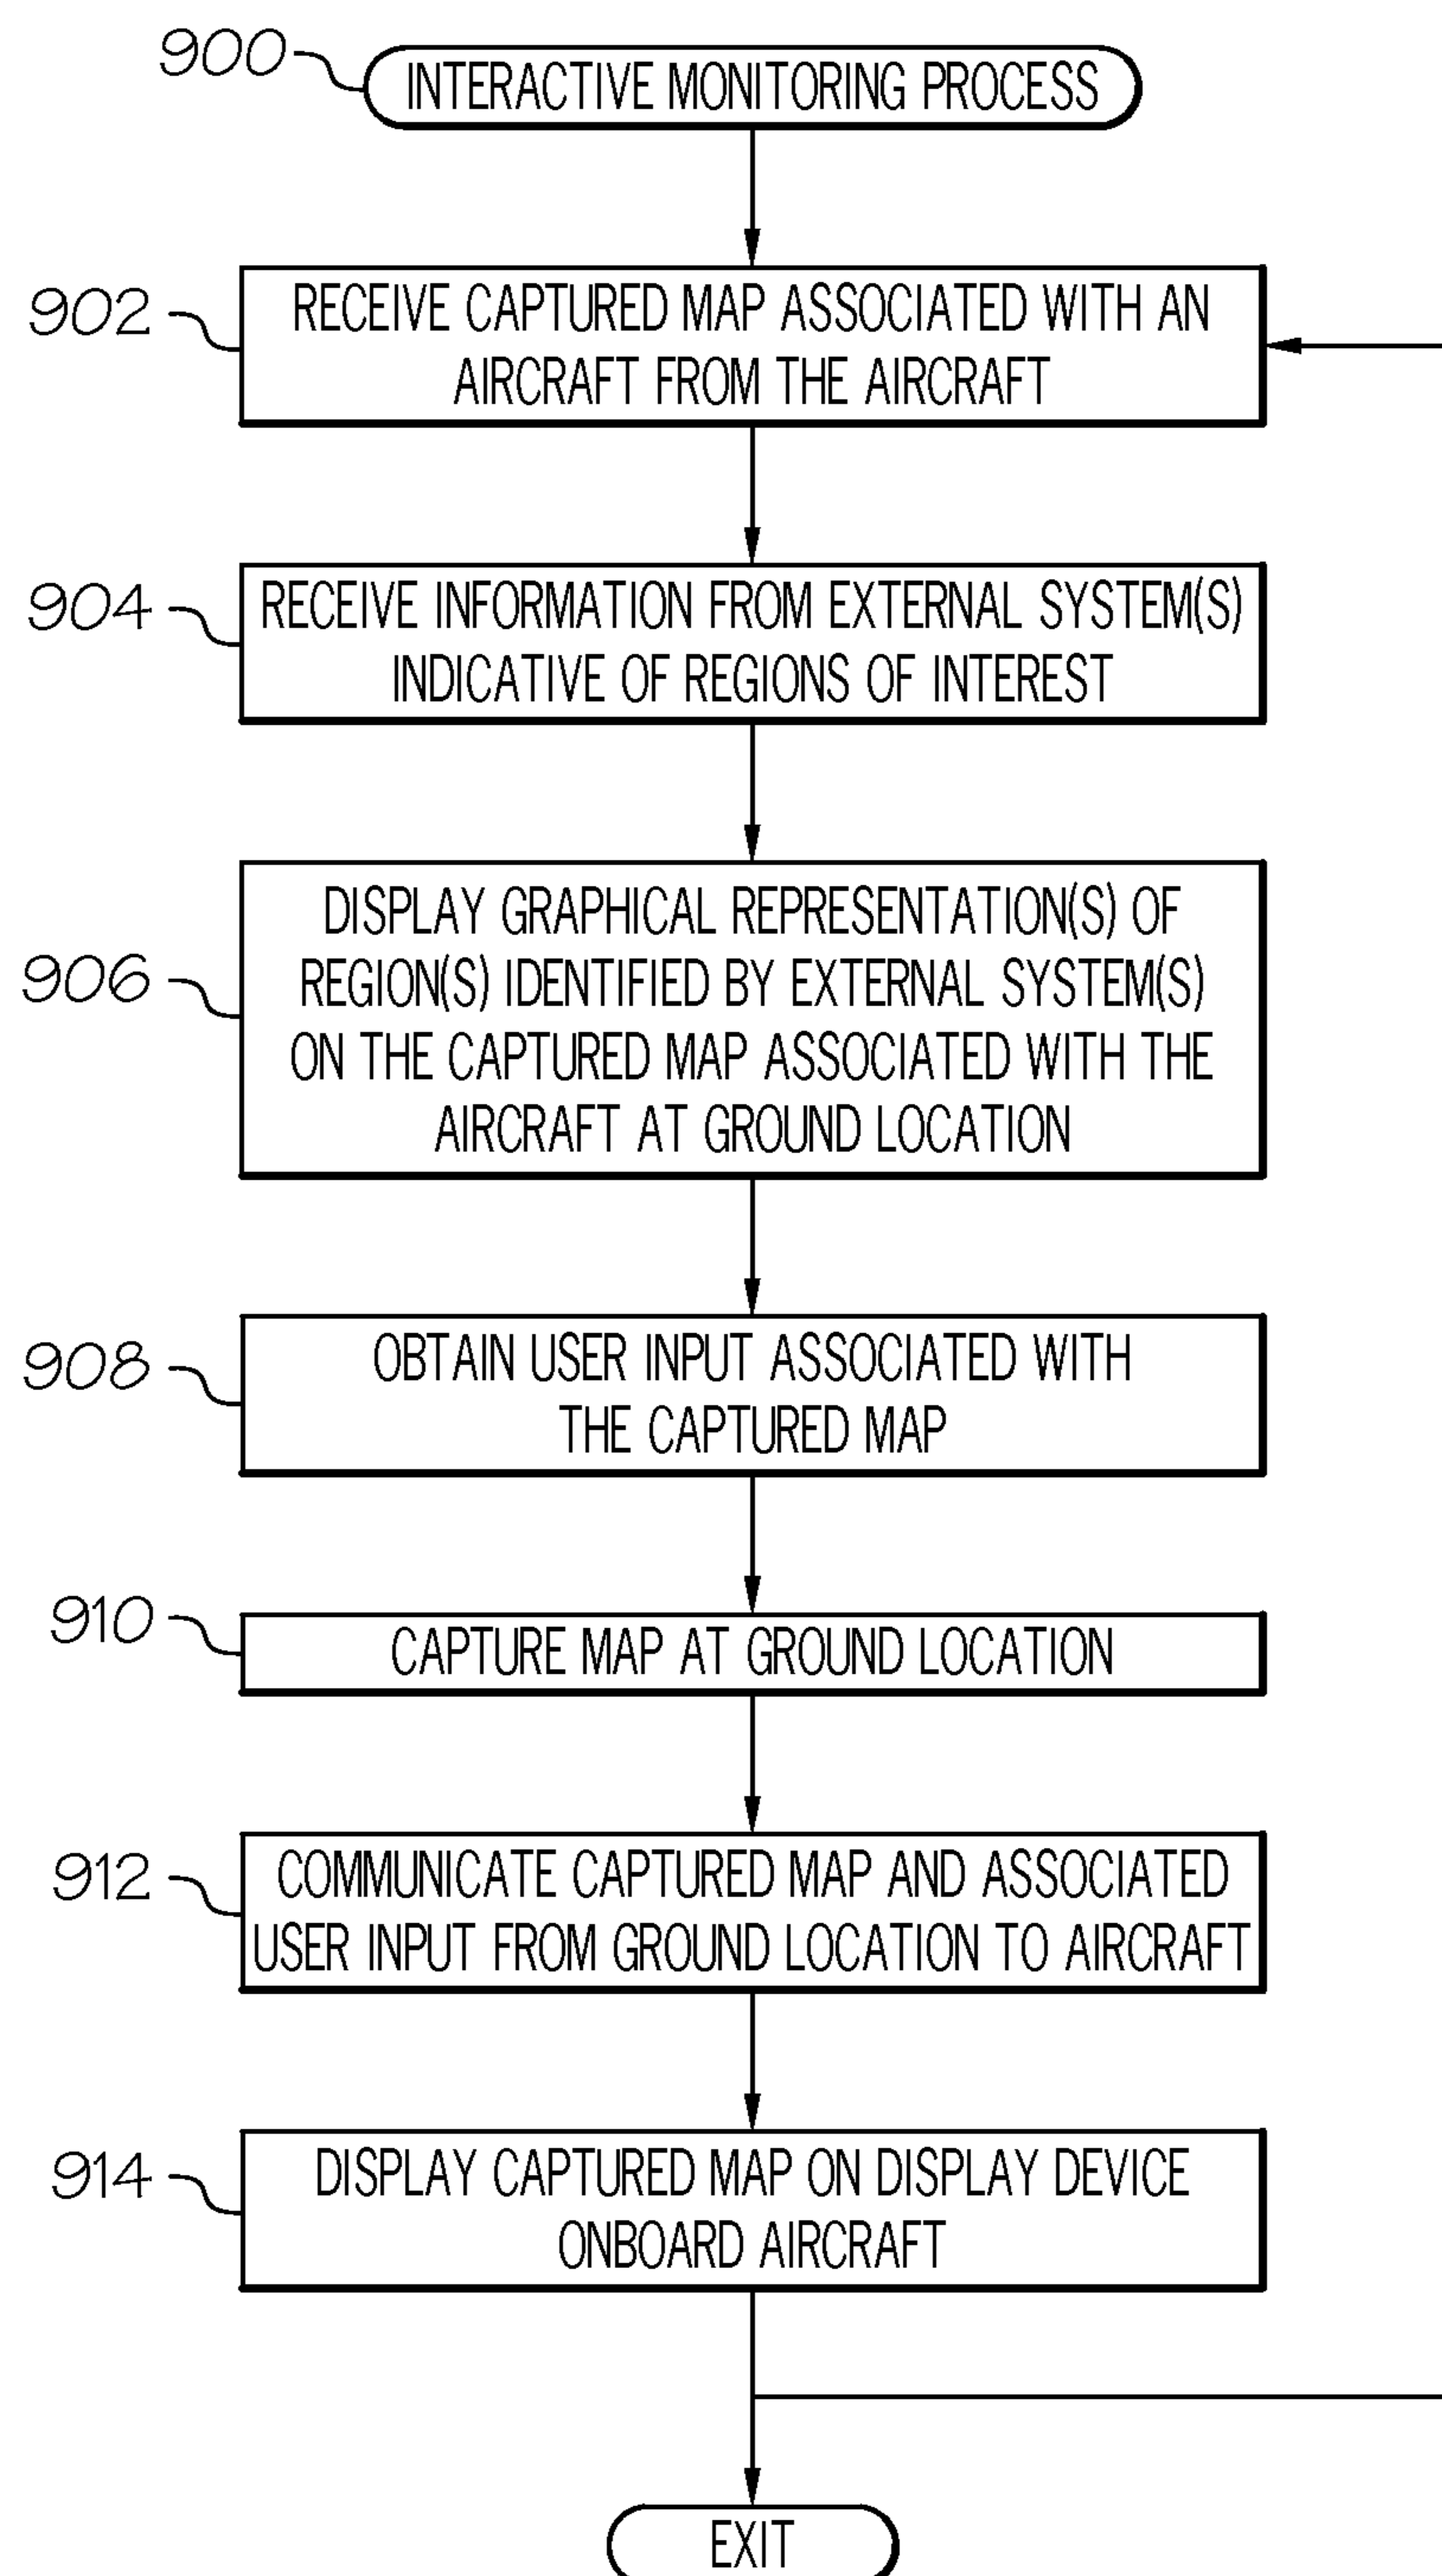 900
INTERACTIVE MONITORING PROCESS
902
RECEIVE CAPTURED MAP ASSOCIATED WITH AN
AIRCRAFT FROM THE AIRCRAFT
904
RECEIVE INFORMATION FROM EXTERNAL SYSTEM(S)
INDICATIVE OF REGIONS OF INTEREST
906
DISPLAY GRAPHICAL REPRESENTATION(S) OF
REGION(S) IDENTIFIED BY EXTERNAL SYSTEM(S)
ON THE CAPTURED MAP ASSOCIATED WITH THE
AIRCRAFT AT GROUND LOCATION
908
OBTAIN USER INPUT ASSOCIATED WITH
THE CAPTURED MAP
910
CAPTURE MAP AT GROUND LOCATION
912
COMMUNICATE CAPTURED MAP AND ASSOCIATED
USER INPUT FROM GROUND LOCATION TO AIRCRAFT
914
DISPLAY CAPTURED MAP ON DISPLAY DEVICE
ONBOARD AIRCRAFT
EXIT